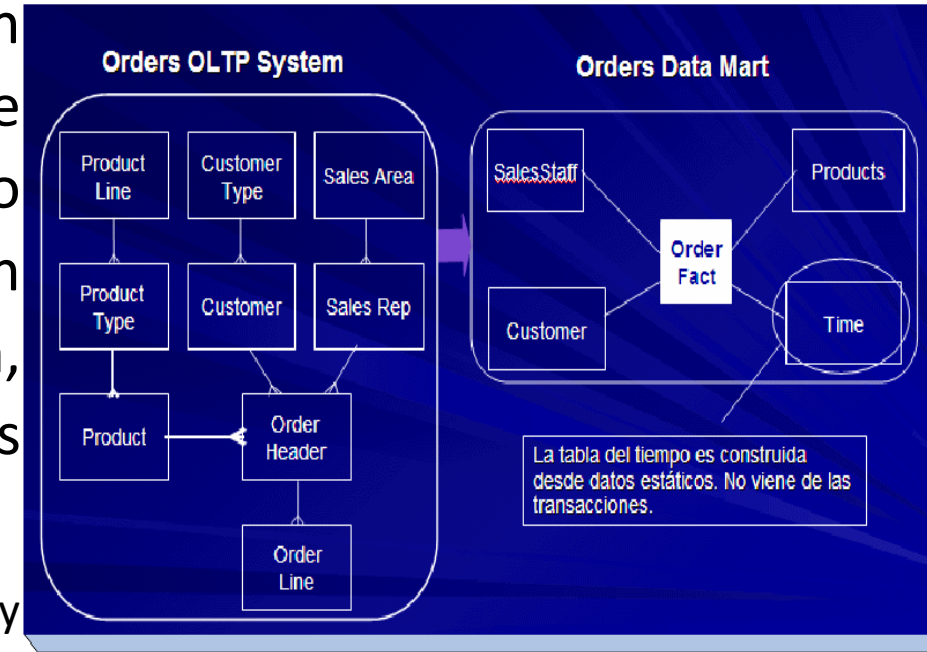 n
e
o
n
,
s
y
Orders OLTP System
Product
Line
Customer
Type
Sales Area
Product
Type
Customer
Sales Rep
Product
Order
Header
Order
Line
Orders Data Mart
SalesStaff
Products
Order
Fact
Customer
Time
La tabla del tiempo es construida
desde datos estáticos. No viene de las
transacciones.